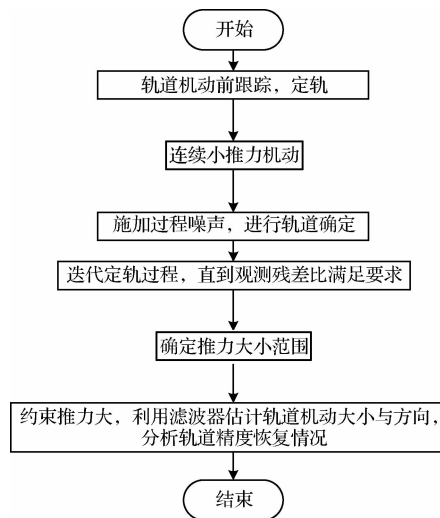 开始
轨道机动前跟踪，定轨
连续小推力机动
施加过程噪声，进行轨道确定
迭代定轨过程，直到观测残差比满足要求
确定推力大小范围
约束推力大，利用滤波器估计轨道机动大小与方向，
分析轨道精度恢复情况
结束